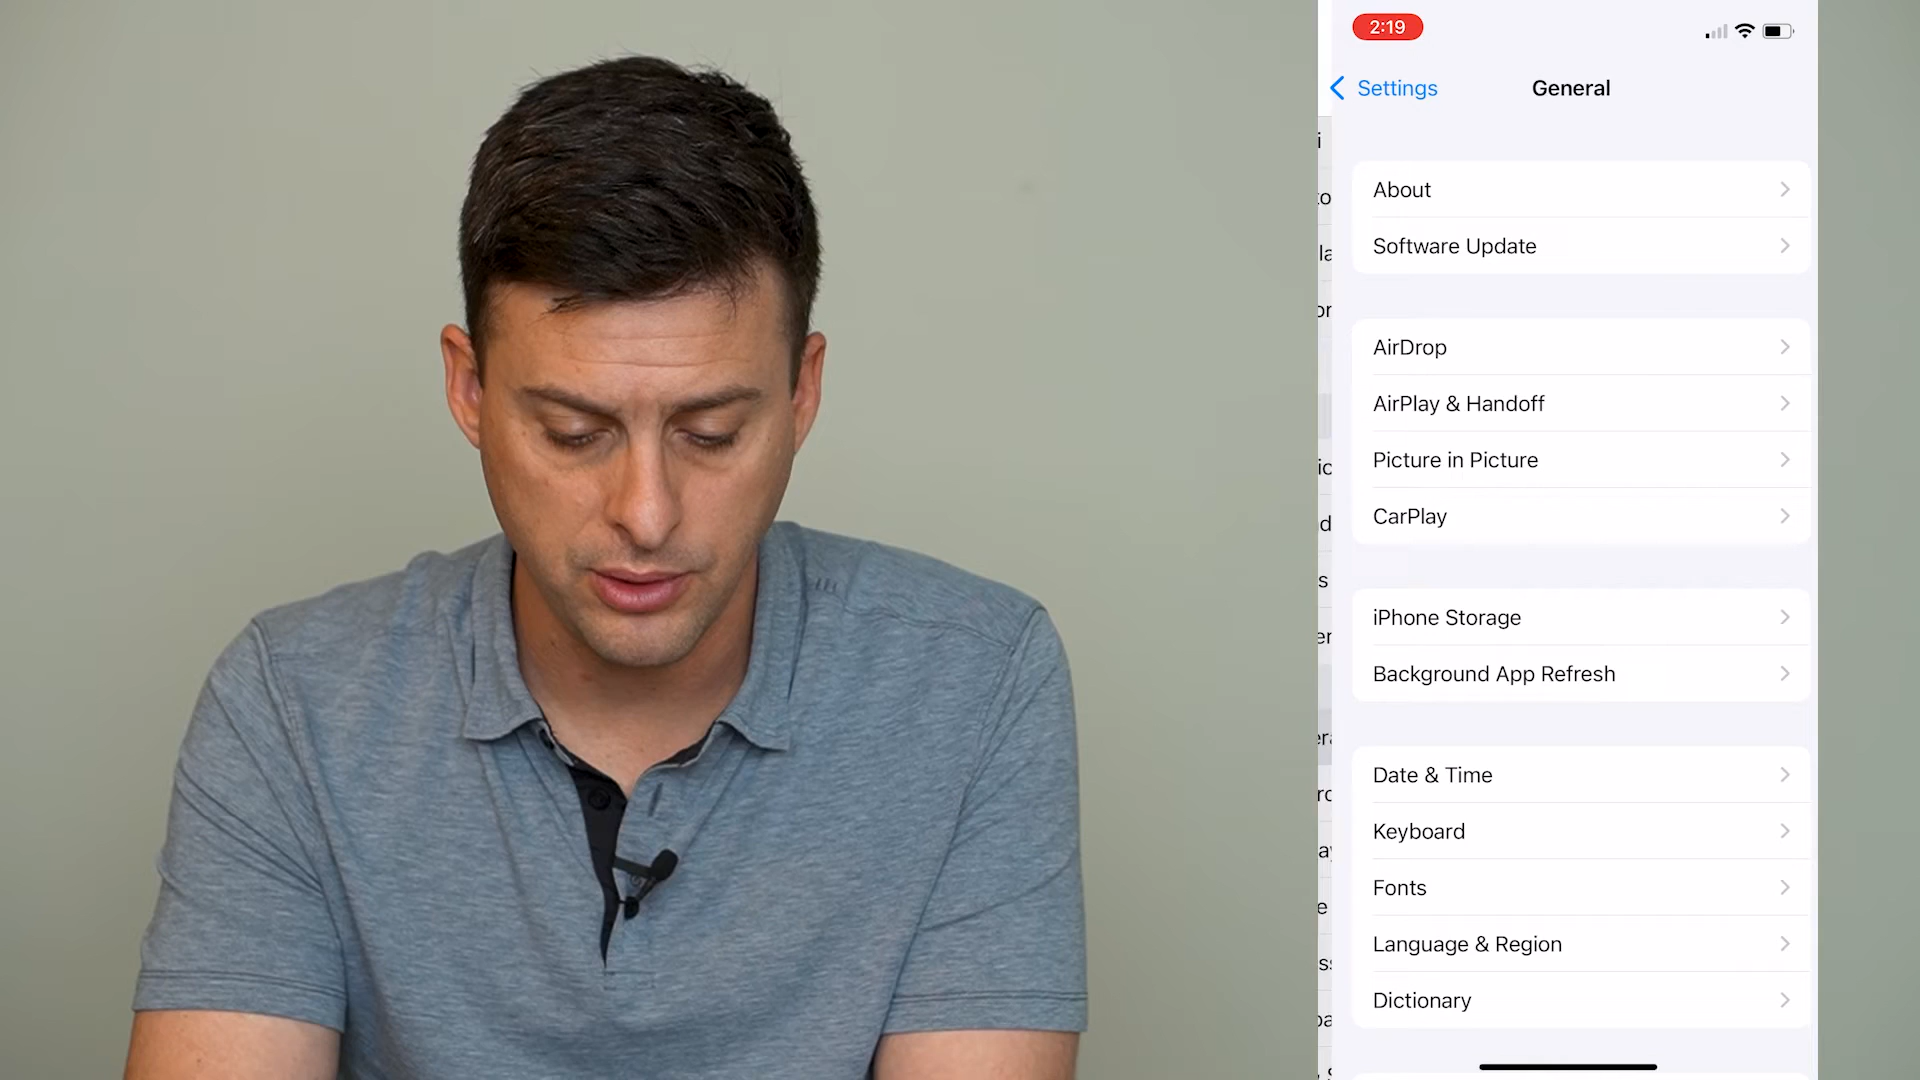 2:19
Settings
General
About
Software Update
AirDrop
AirPlay & Handoff
Picture in Picture
CarPlay
iPhone Storage
Background App Refresh
Date & Time
Keyboard
Fonts
Language & Region
Dictionary